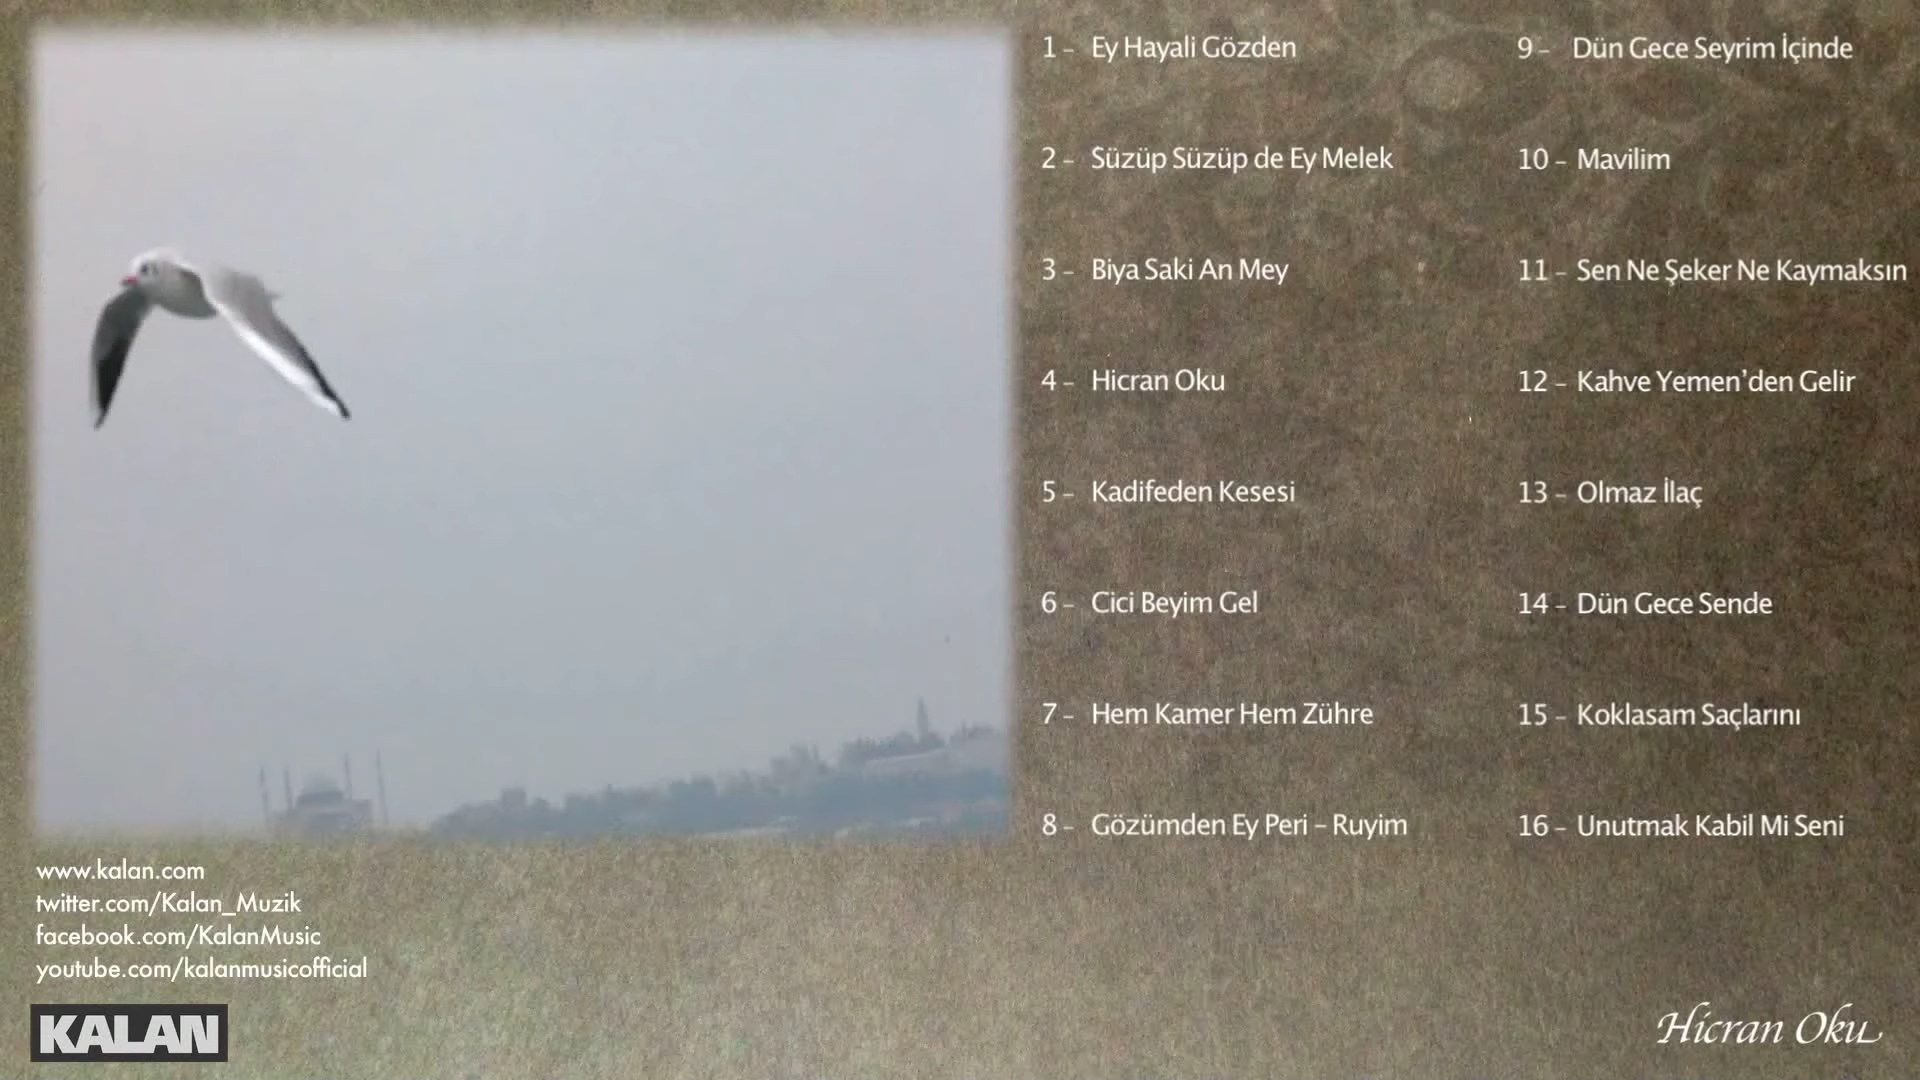 1 - Ey Hayali Gözden
2 - Süzüp Süzüp de Ey Melek
3 - Biya Saki An Mey
4 - Hicran Oku
5 - Kadifeden Kesesi
6 - Cici Beyim Gel
7 - Hem Kamer Hem Zühre
8 - Gözümden Ey Peri - Ruyim
9 - Dün Gece Seyrim İçinde
10 - Mavilim
11 - Sen Ne Şeker Ne Kaymaksın
12 - Kahve Yemen'den Gelir
13 - Olmaz İlaç
14 - Dün Gece Sende
15 - Koklasam Saçlarını
16 - Unutmak Kabil Mi Seni
www.kalan.com
twitter.com/Kalan_Muzik
facebook.com/KalanMusic
youtube.com/kalanmusicofficial
KALAN
Hicran Oku